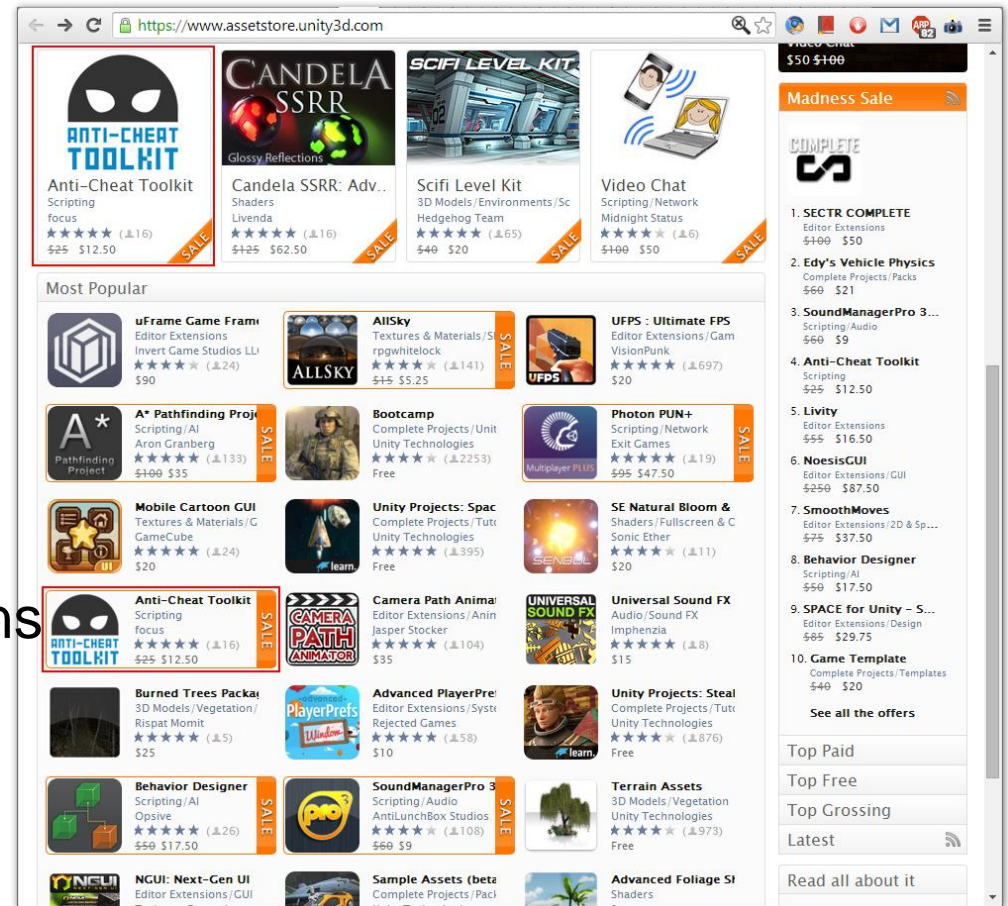 https://www.assetstore.unity3d.com
ABP
82
ANTI-CHEAT
TOOLKIT
Anti-Cheat Toolkit
Scripting
focus
★★★★★ (16)
$25 $12.50
SALE
CANDELA
SSRR
Glossy Reflections
Candela SSRR: Adv..
Shaders
Livenda
★★★★★ (16)
$125 $62.50
SALE
SCIFI LEVEL KIT
Scifi Level Kit
3D Models/Environments/Sc
Hedgehog Team
★★★★★ (65)
$40 $20
SALE
Video Chat
Scripting/Network
Midnight Status
★★★★★ (6)
$100 $50
SALE
Most Popular
uFrame Game Frame
Editor Extensions
Invert Game Studios LL
★★★★★ (24)
$90
ALLSKY
AllSky
Textures & Materials/S
rpgwhitelock
★★★★★ (141)
$15 $5.25
SALE
UFPS
UFPS : Ultimate FPS
Editor Extensions/Gam
VisionPunk
★★★★★ (697)
$20
A*
Pathfinding
Project
A* Pathfinding Proje
Scripting/AI
Aron Granberg
★★★★★ (133)
$100 $35
SALE
Bootcamp
Complete Projects/Unit
Unity Technologies
★★★★★ (2253)
Free
Multiplayer PLUS
Photon PUN+
Scripting/Network
Exit Games
★★★★★ (19)
$95 $47.50
SALE
UI
Mobile Cartoon GUI
Textures & Materials/G
GameCube
★★★★★ (24)
$20
learn.
Unity Projects: Spac
Complete Projects/Tuto
Unity Technologies
★★★★★ (395)
Free
SENBDL
SE Natural Bloom &
Shaders/Fullscreen & C
Sonic Ether
★★★★★ (11)
$20
ns
ANTI-CHEAT
TOOLKIT
Anti-Cheat Toolkit
Scripting
focus
★★★★★ (16)
$25 $12.50
SALE
CAMERA
PATH
ANIMATOR
Camera Path Animat
Editor Extensions/Anim
Jasper Stocker
★★★★★ (104)
$35
UNIVERSAL
SOUND FX
Universal Sound FX
Audio/Sound FX
Imphenzia
★★★★★ (8)
$15
Burned Trees Packag
3D Models/Vegetation/
Rispat Momit
★★★★★ (5)
$25
advanced
PlayerPrefs
Window
Advanced PlayerPre
Editor Extensions/Syste
Rejected Games
★★★★★ (58)
$10
learn.
Unity Projects: Steal
Complete Projects/Tuto
Unity Technologies
★★★★★ (876)
Free
Behavior Designer
Scripting/AI
Opsive
★★★★★ (26)
$50 $17.50
SALE
pro 3
SoundManagerPro 3
Scripting/Audio
AntiLunchBox Studios
★★★★★ (108)
$60 $9
SALE
Terrain Assets
3D Models/Vegetation
Unity Technologies
★★★★★ (973)
Free
NGUI
NGUI: Next-Gen UI
Editor Extensions/GUI
Sample Assets (beta
Complete Projects/Pack
Advanced Foliage Sh
Shaders
Video Chat
$50 $100
Madness Sale
COMPLETE
1. SECTR COMPLETE
Editor Extensions
$100 $50
2. Edy's Vehicle Physics
Complete Projects/Packs
$60 $21
3. SoundManagerPro 3...
Scripting/Audio
$60 $9
4. Anti-Cheat Toolkit
Scripting
$25 $12.50
5. Livity
Editor Extensions
$55 $16.50
6. NoesisGUI
Editor Extensions/GUI
$250 $87.50
7. SmoothMoves
Editor Extensions/2D & Sp...
$75 $37.50
8. Behavior Designer
Scripting/AI
$50 $17.50
9. SPACE for Unity - S...
Editor Extensions/Design
$85 $29.75
10. Game Template
Complete Projects/Templates
$40 $20
See all the offers
Top Paid
Top Free
Top Grossing
Latest
Read all about it